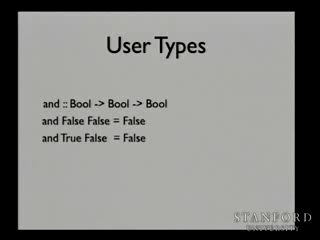 User Types
and :: Bool -> Bool -> Bool
and False False = False
and True False = False
STANFORD
UNIVERSITY